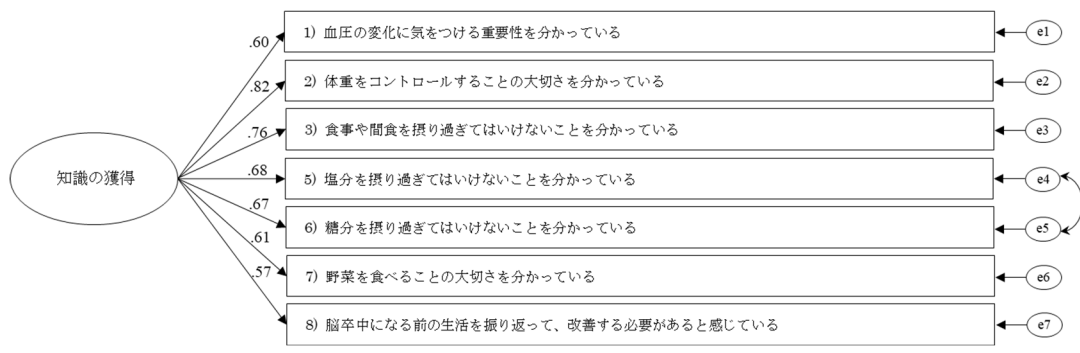 1) 血圧の変化に気をつける重要性を分かっている
e1
.60
2) 体重をコントロールすることの大切さを分かっている
e2
.82
3) 食事や間食を摂り過ぎてはいけないことを分かっている
e3
.76
知識の獲得
.68
5) 塩分を摂り過ぎてはいけないことを分かっている
e4
.67
6) 糖分を摂り過ぎてはいけないことを分かっている
e5
.61
7) 野菜を食べることの大切さを分かっている
e6
.57
8) 脳卒中になる前の生活を振り返って、改善する必要があると感じている
e7